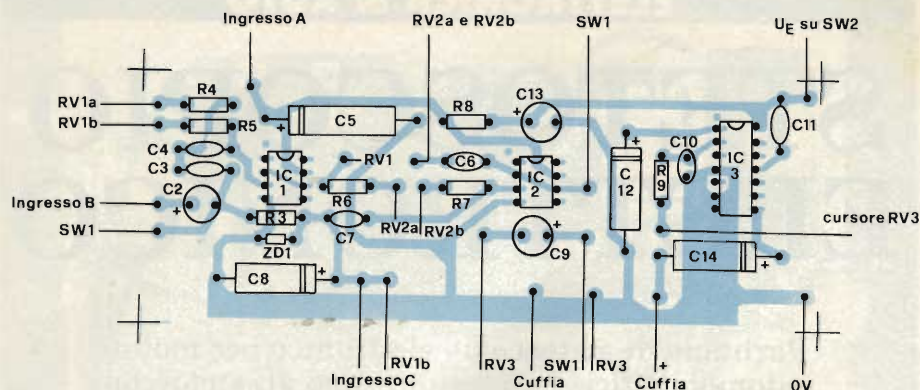 Ingresso A
RV2a e RV2b
SW1
UE su SW2
RV1a
RV1b
R4
R5
C4
C3
C2
+
Ingresso B
SW1
R3
ZD1
C8
+
IC
1
+
C5
RV1
R6
C7
RV2a
RV2b
R8
C6
R7
C13
+
IC
2
+
C9
+
C
12
R
9
C10
IC
3
C11
cursore RV3
C14
+
Ingresso C
RV1b
RV3
Cuffia
SW1
RV3
+
Cuffia
0V